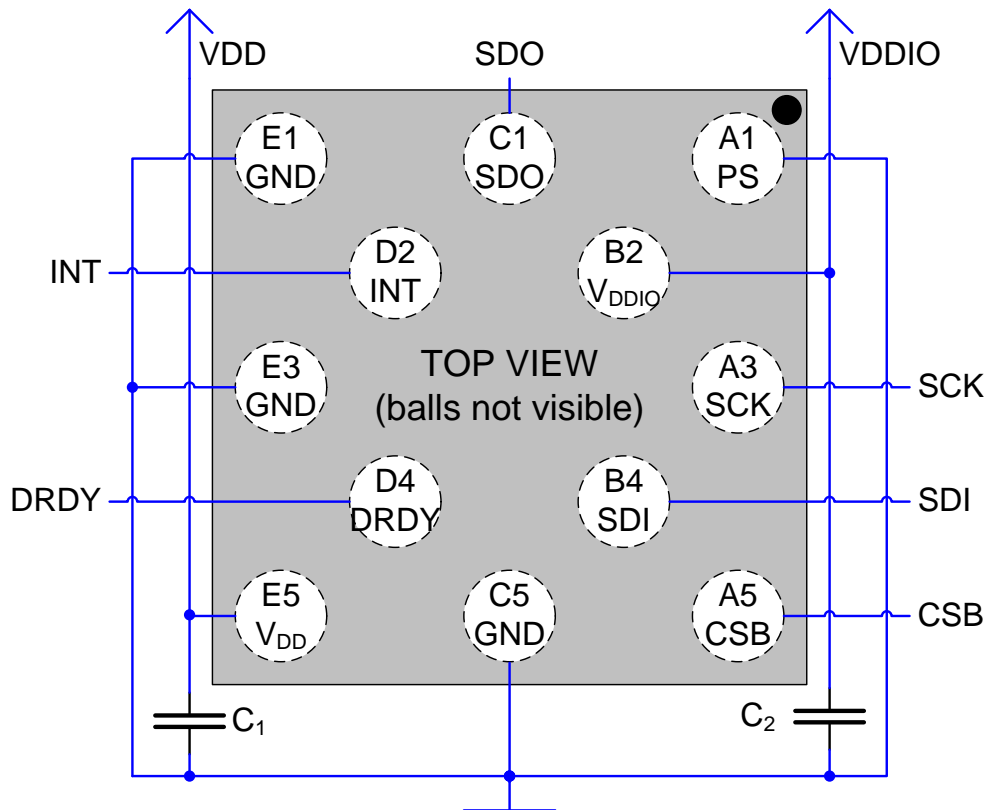 VDD
SDO
VDDIO
E1
GND
C1
SDO
A1
PS
INT
D2
INT
B2
VDDIO
E3
GND
TOP VIEW
(balls not visible)
A3
SCK
SCK
DRDY
D4
DRDY
B4
SDI
SDI
E5
VDD
C5
GND
A5
CSB
CSB
C1
C2